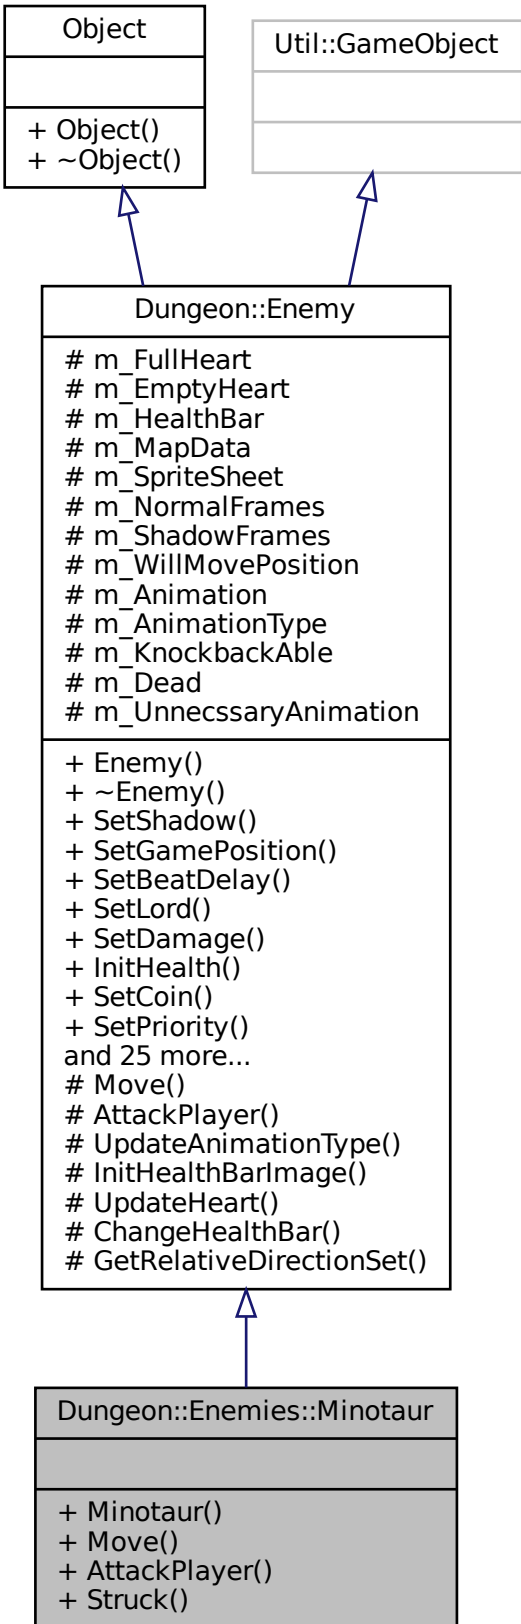 Object
+ Object()
+ ~Object()
Util::GameObject
Dungeon::Enemy
# m_FullHeart
# m_EmptyHeart
# m_HealthBar
# m_MapData
# m_SpriteSheet
# m_NormalFrames
# m_ShadowFrames
# m_WillMovePosition
# m_Animation
# m_AnimationType
# m_KnockbackAble
# m_Dead
# m_UnnecssaryAnimation
+ Enemy()
+ ~Enemy()
+ SetShadow()
+ SetGamePosition()
+ SetBeatDelay()
+ SetLord()
+ SetDamage()
+ InitHealth()
+ SetCoin()
+ SetPriority()
and 25 more...
# Move()
# AttackPlayer()
# UpdateAnimationType()
# InitHealthBarImage()
# UpdateHeart()
# ChangeHealthBar()
# GetRelativeDirectionSet()
Dungeon::Enemies::Minotaur
+ Minotaur()
+ Move()
+ AttackPlayer()
+ Struck()